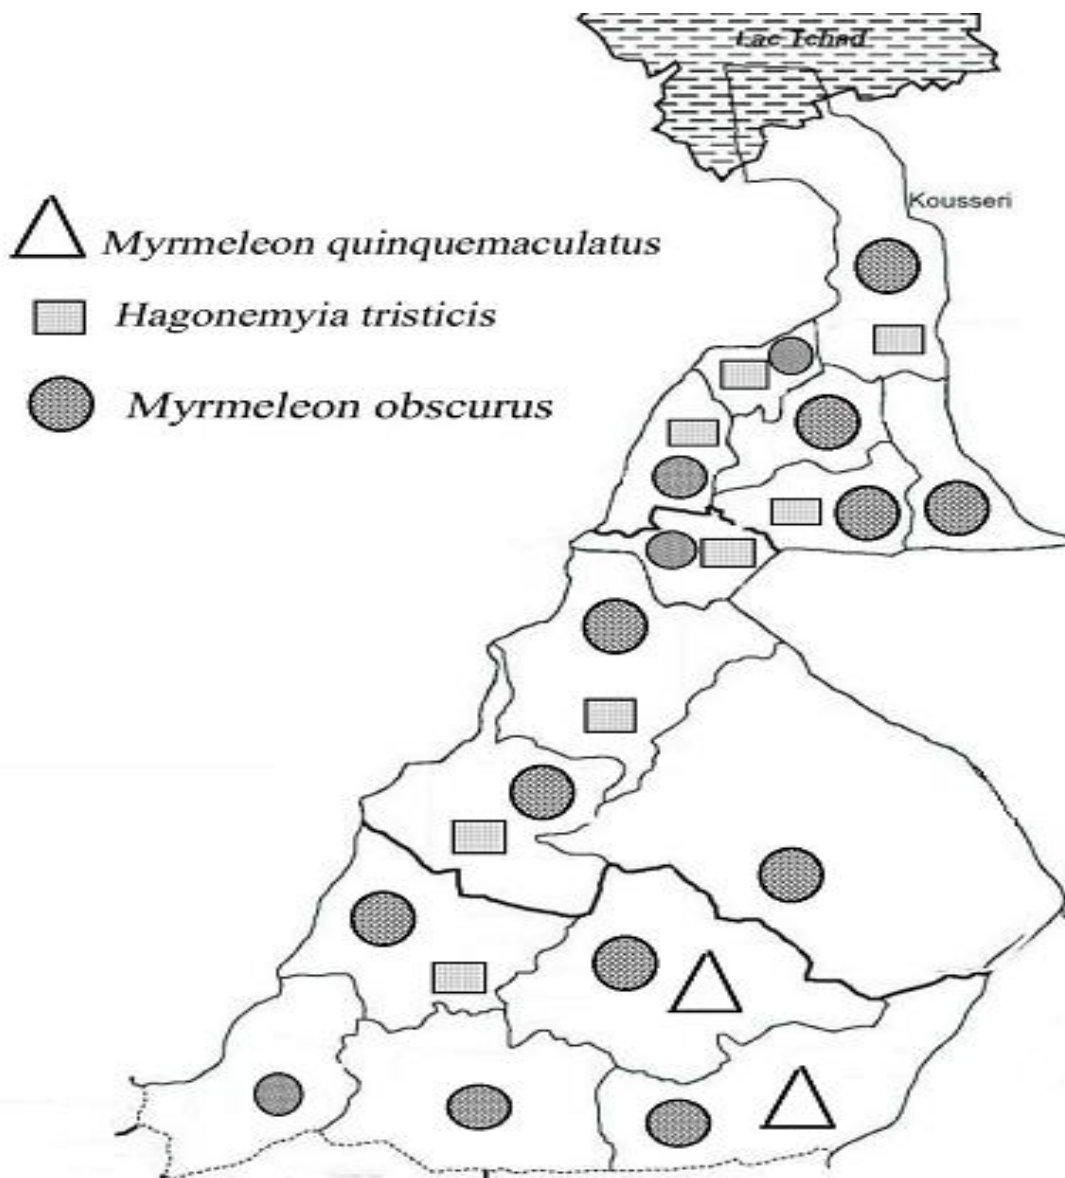 Lac Tchad
Kousseri
Myrmeleon quinquemaculatus
Hagonemyia tristicis
Myrmeleon obscurus